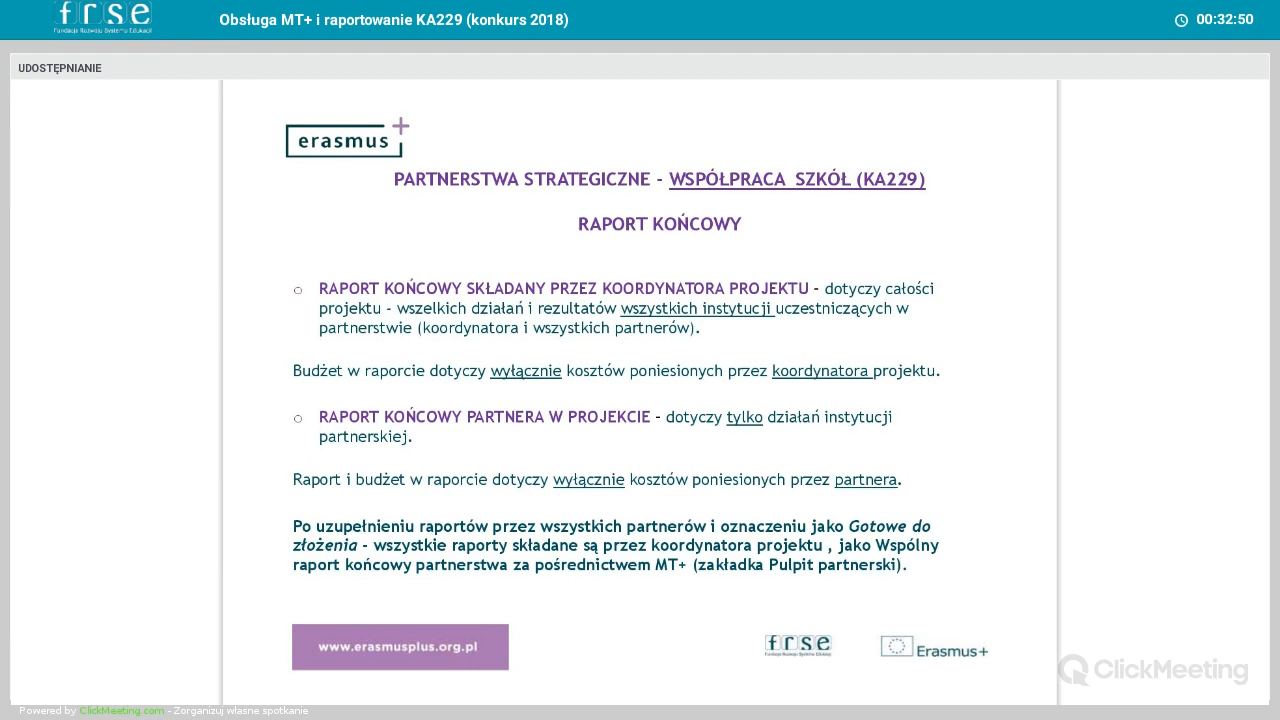 frse
Fundacja Rozwoju Systemu Edukacji
Obsługa MT+ i raportowanie KA229 (konkurs 2018)
00:32:50
UDOSTĘPNIANIE
erasmus+
PARTNERSTWA STRATEGICZNE - WSPÓŁPRACA SZKÓŁ (KA229)
RAPORT KOŃCOWY
○ RAPORT KOŃCOWY SKŁADANY PRZEZ KOORDYNATORA PROJEKTU - dotyczy całości
projektu - wszelkich działań i rezultatów wszystkich instytucji uczestniczących w
partnerstwie (koordynatora i wszystkich partnerów).
Budżet w raporcie dotyczy wyłącznie kosztów poniesionych przez koordynatora projektu.
○ RAPORT KOŃCOWY PARTNERA W PROJEKCIE - dotyczy tylko działań instytucji
partnerskiej.
Raport i budżet w raporcie dotyczy wyłącznie kosztów poniesionych przez partnera.
Po uzupełnieniu raportów przez wszystkich partnerów i oznaczeniu jako Gotowe do
złożenia - wszystkie raporty składane są przez koordynatora projektu , jako Wspólny
raport końcowy partnerstwa za pośrednictwem MT+ (zakładka Pulpit partnerski).
www.erasmusplus.org.pl
frse
Fundacja Rozwoju Systemu Edukacji
Erasmus+
ClickMeeting
Powered by ClickMeeting.com - Zorganizuj własne spotkanie